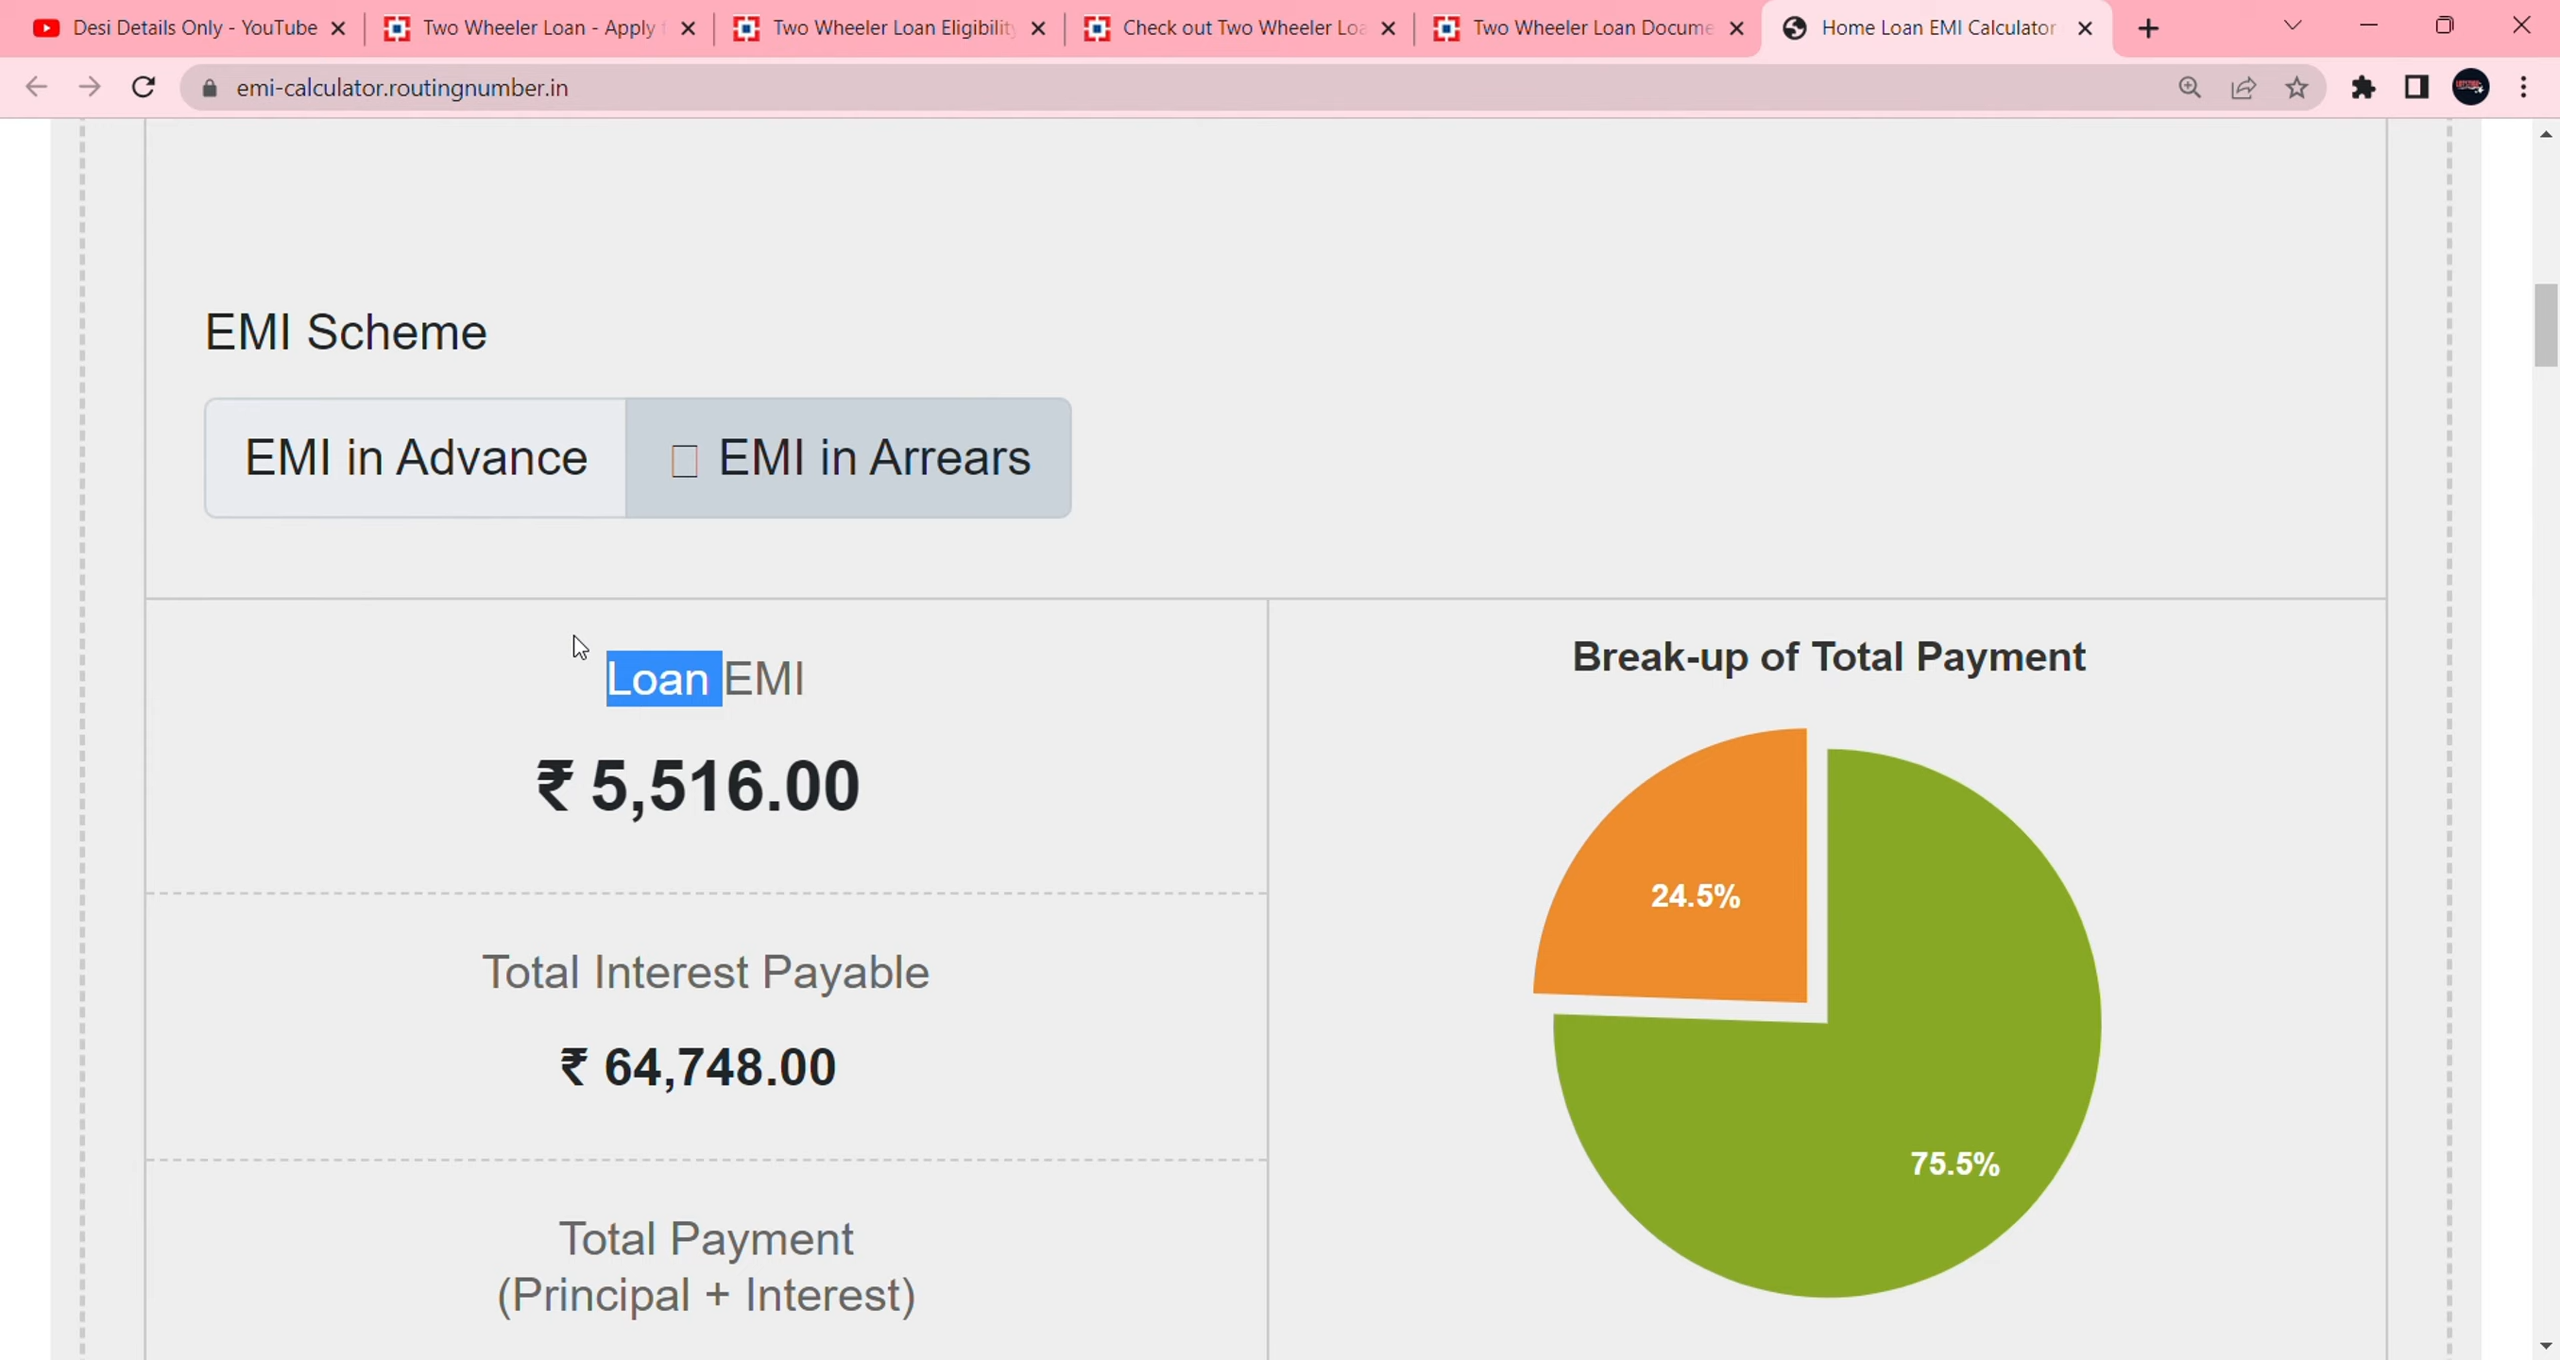 Desi Details Only - YouTube
Two Wheeler Loan - Apply
Two Wheeler Loan Eligibility
Check out Two Wheeler Loa
Two Wheeler Loan Docume
Home Loan EMI Calculator
emi-calculator.routingnumber.in
EMI Scheme
EMI in Advance
EMI in Arrears
Loan EMI
₹ 5,516.00
Total Interest Payable
₹ 64,748.00
Total Payment
(Principal + Interest)
Break-up of Total Payment
24.5%
75.5%